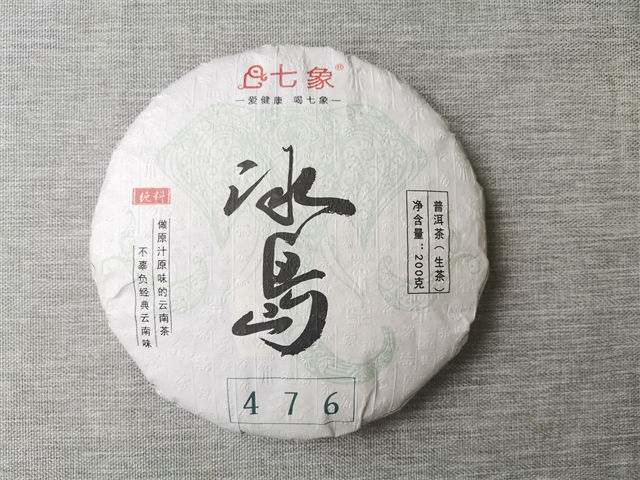 七象®
爱健康 喝七象
冰岛
纯料
做原汁原味的云南茶
不辜负经典云南味
普洱茶(生茶)
净含量:200克
476